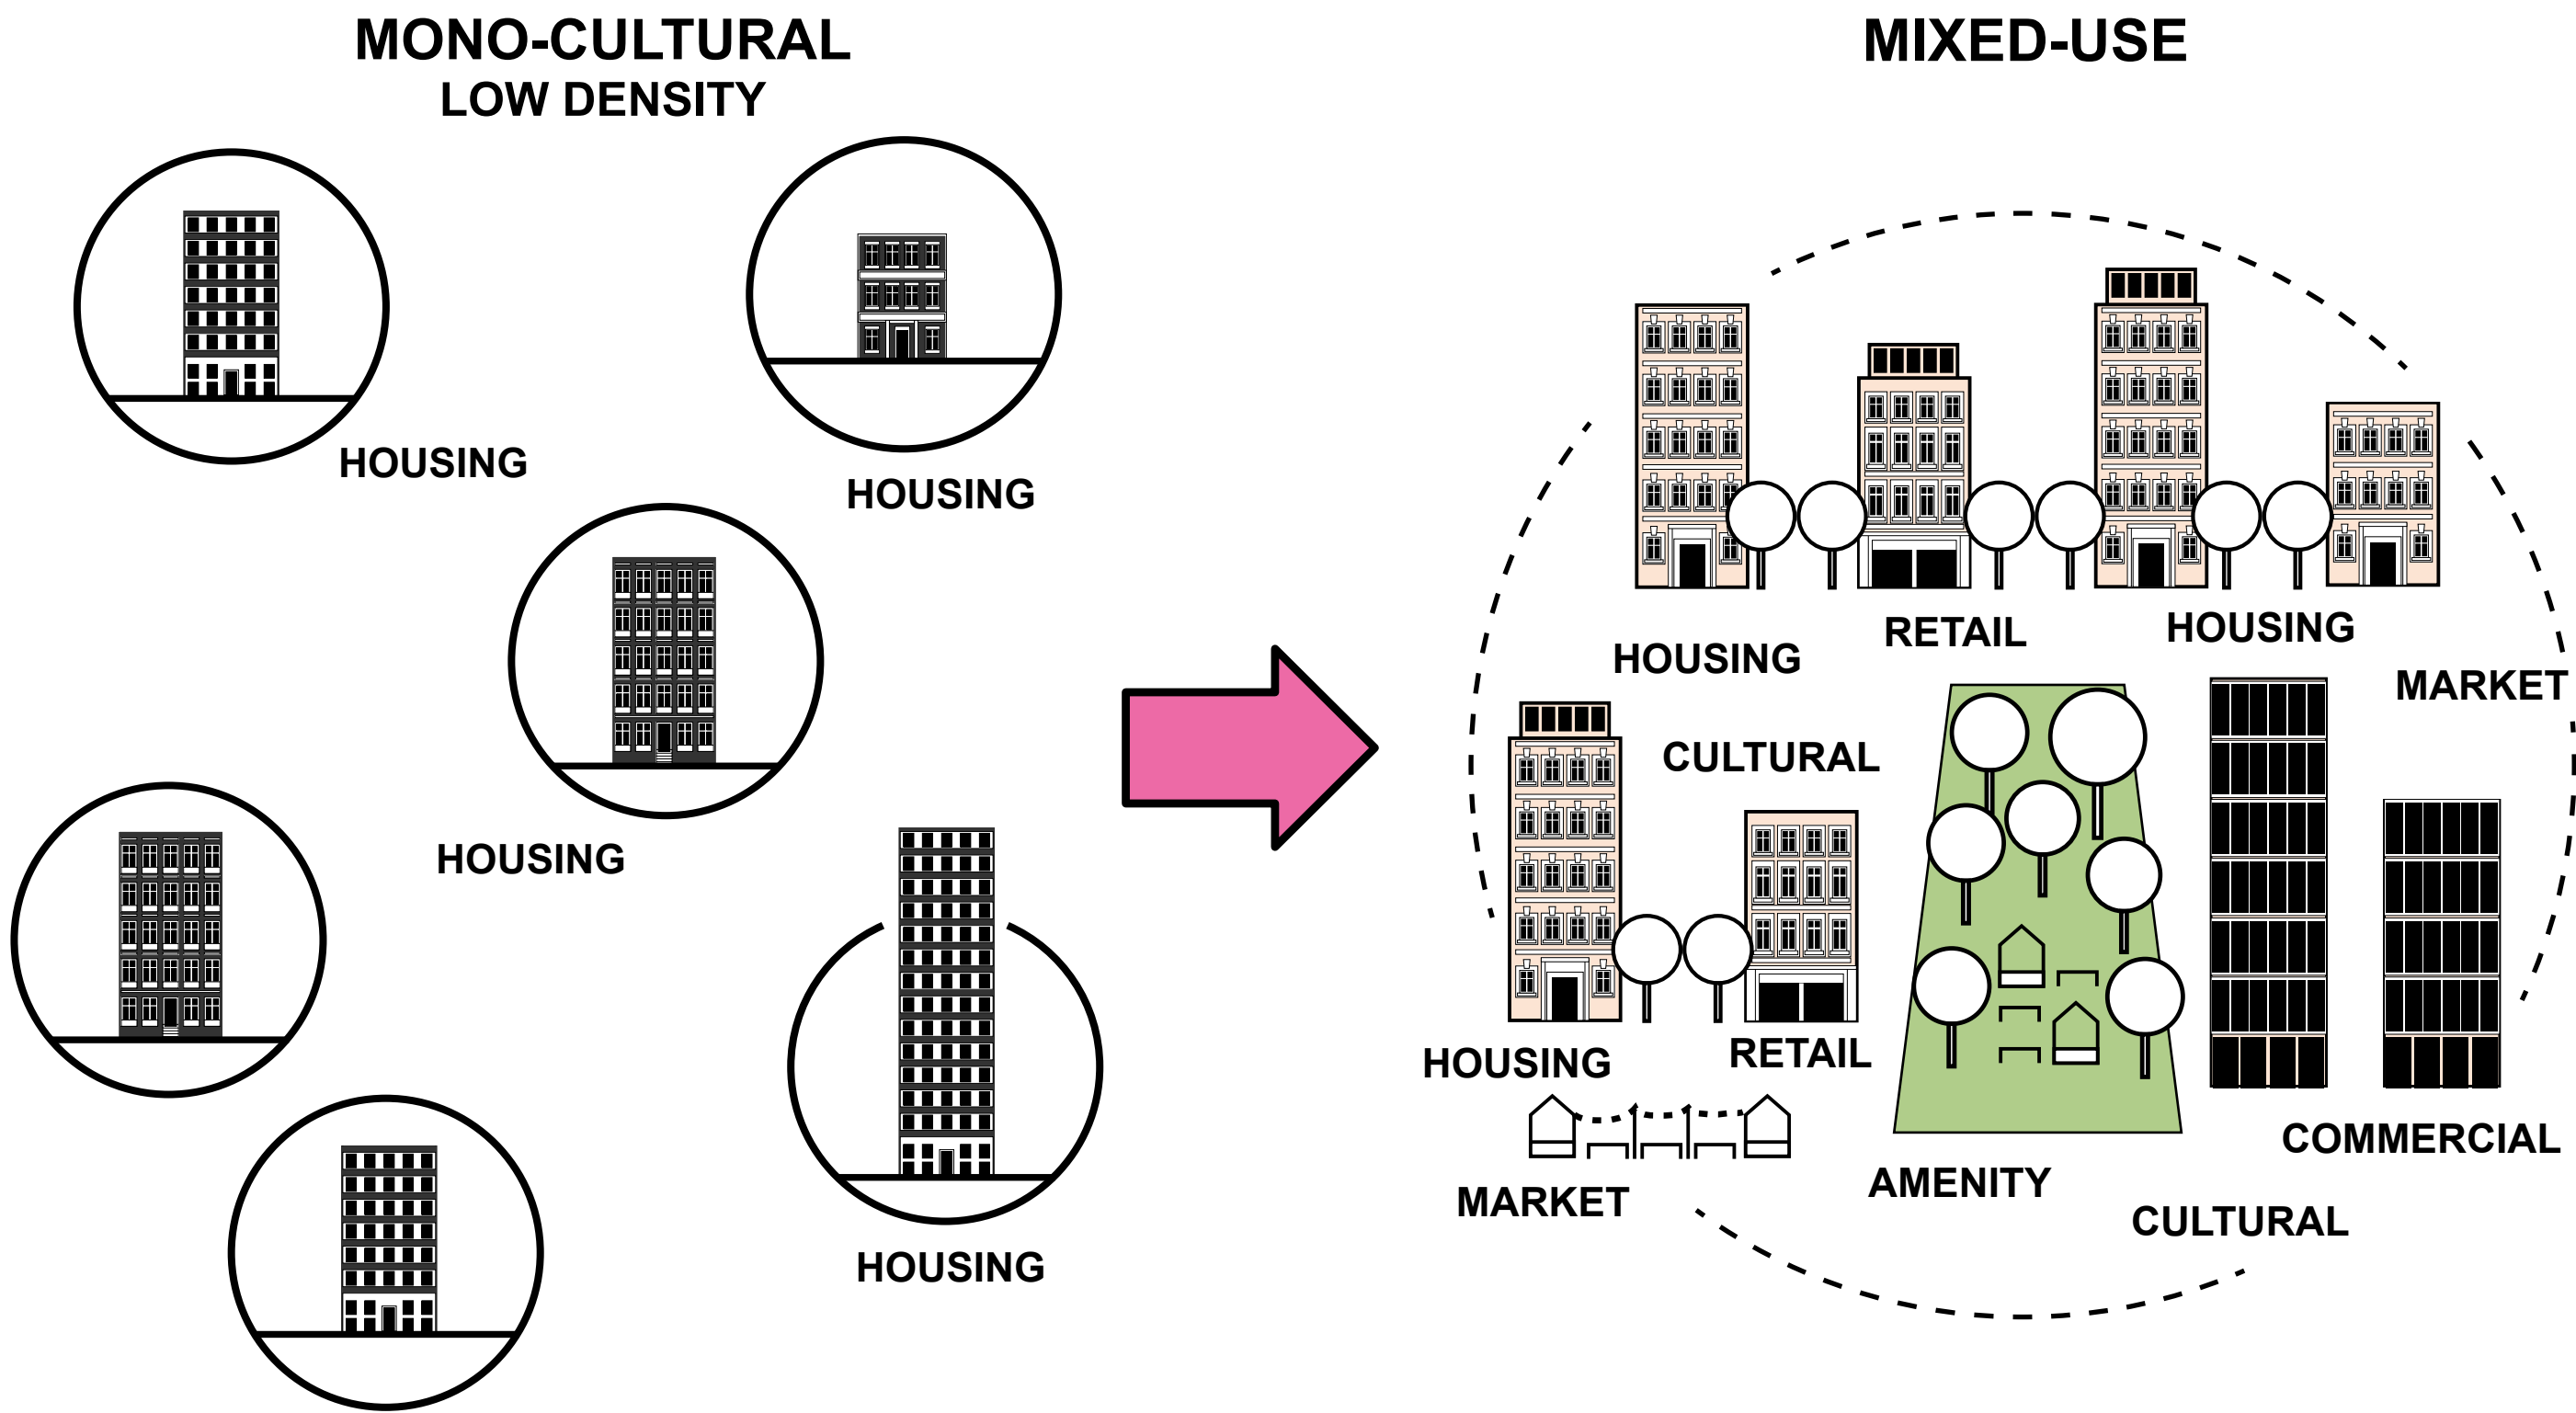 MONO-CULTURAL
LOW DENSITY
HOUSING
HOUSING
HOUSING
HOUSING
MIXED-USE
HOUSING
RETAIL
HOUSING
MARKET
CULTURAL
HOUSING
RETAIL
MARKET
AMENITY
COMMERCIAL
CULTURAL